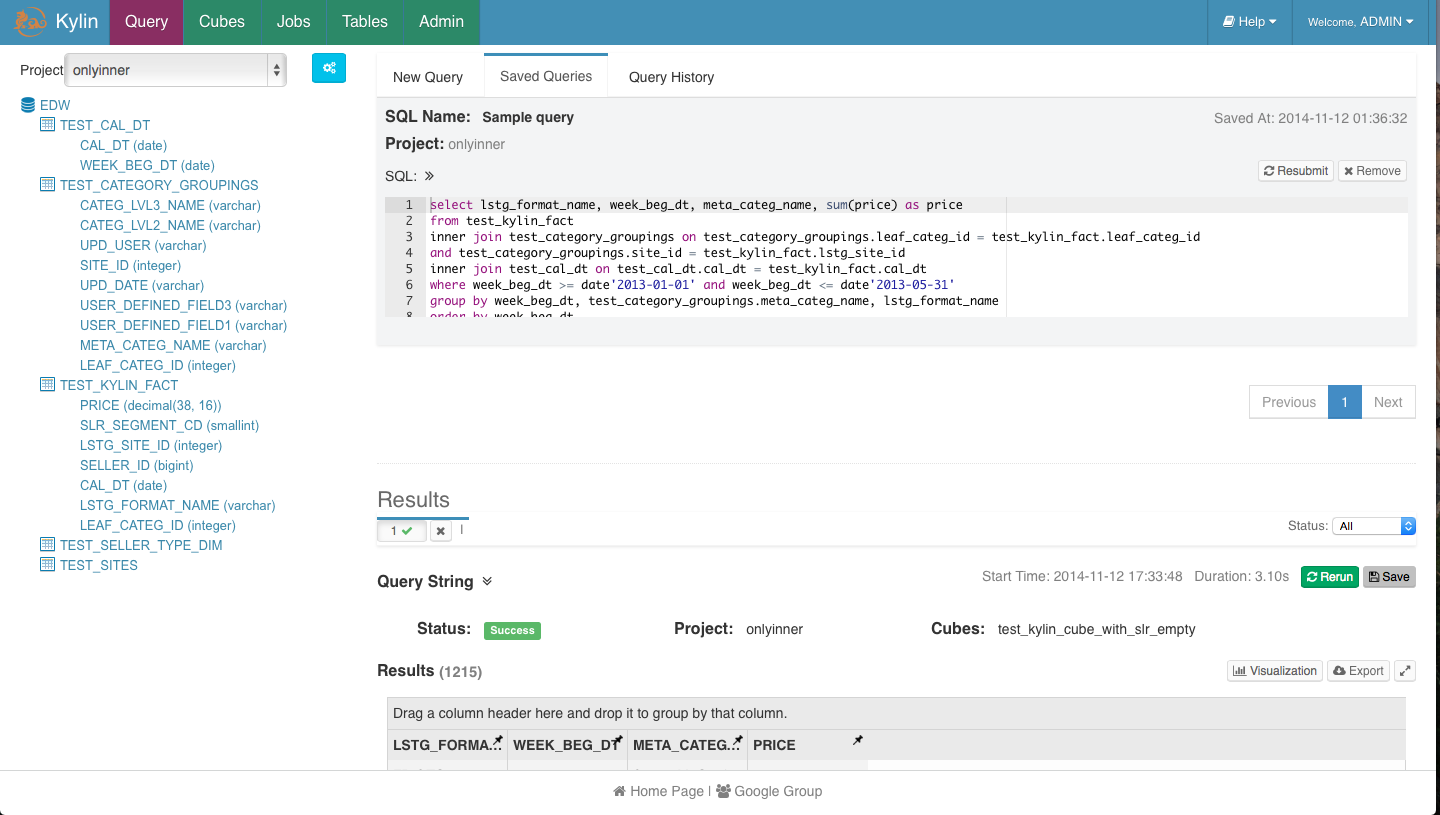 Kylin
Query
Cubes
Jobs
Tables
Admin
Help
Welcome, ADMIN
Project
onlyinner
EDW
TEST_CAL_DT
CAL_DT (date)
WEEK_BEG_DT (date)
TEST_CATEGORY_GROUPINGS
CATEG_LVL3_NAME (varchar)
CATEG_LVL2_NAME (varchar)
UPD_USER (varchar)
SITE_ID (integer)
UPD_DATE (varchar)
USER_DEFINED_FIELD3 (varchar)
USER_DEFINED_FIELD1 (varchar)
META_CATEG_NAME (varchar)
LEAF_CATEG_ID (integer)
TEST_KYLIN_FACT
PRICE (decimal(38, 16))
SLR_SEGMENT_CD (smallint)
LSTG_SITE_ID (integer)
SELLER_ID (bigint)
CAL_DT (date)
LSTG_FORMAT_NAME (varchar)
LEAF_CATEG_ID (integer)
TEST_SELLER_TYPE_DIM
TEST_SITES
New Query
Saved Queries
Query History
SQL Name: Sample query
Saved At: 2014-11-12 01:36:32
Project: onlyinner
SQL:
Resubmit
Remove
1 select lstg_format_name, week_beg_dt, meta_categ_name, sum(price) as price
2 from test_kylin_fact
3 inner join test_category_groupings on test_category_groupings.leaf_categ_id = test_kylin_fact.leaf_categ_id
4 and test_category_groupings.site_id = test_kylin_fact.lstg_site_id
5 inner join test_cal_dt on test_cal_dt.cal_dt = test_kylin_fact.cal_dt
6 where week_beg_dt >= date'2013-01-01' and week_beg_dt <= date'2013-05-31'
7 group by week_beg_dt, test_category_groupings.meta_categ_name, lstg_format_name
8 order by week_beg_dt
Previous
1
Next
Results
1
|
Status: All
Query String
Start Time: 2014-11-12 17:33:48 Duration: 3.10s
Rerun
Save
Status: Success
Project: onlyinner
Cubes: test_kylin_cube_with_slr_empty
Results (1215)
Visualization
Export
Drag a column header here and drop it to group by that column.
LSTG_FORMA...
WEEK_BEG_DT
META_CATEG...
PRICE
Home Page | Google Group